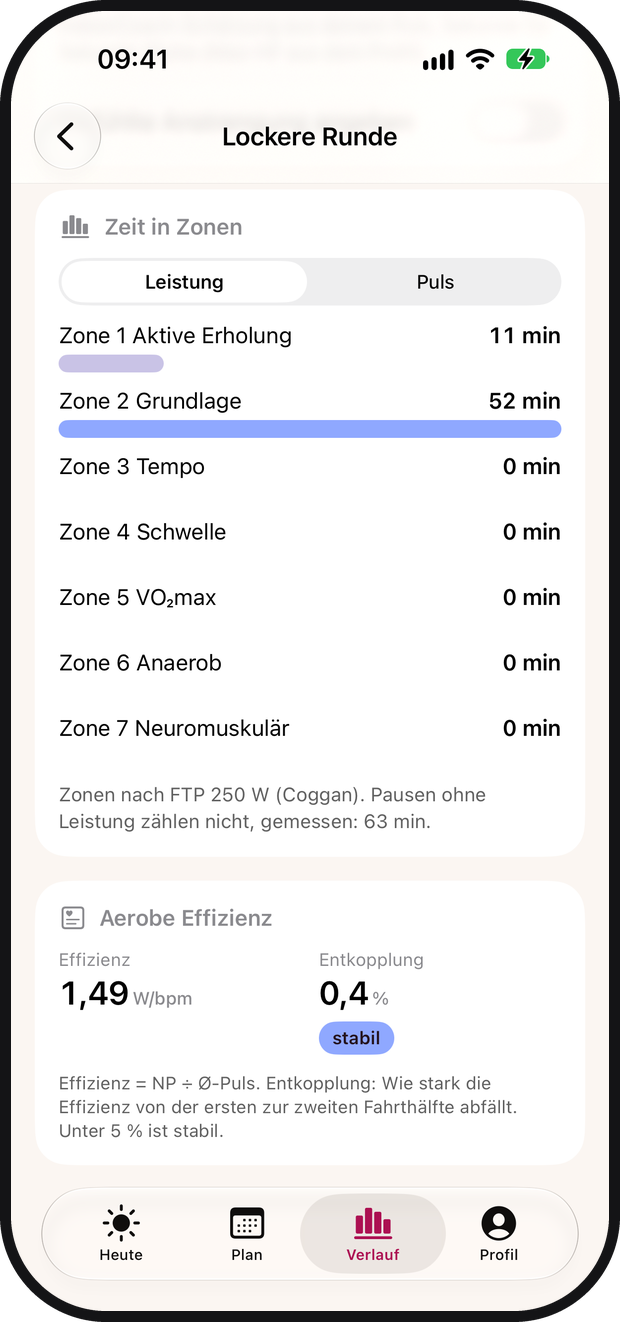 09:41
Lockere Runde
Zeit in Zonen
Leistung
Puls
Zone 1 Aktive Erholung
11 min
Zone 2 Grundlage
52 min
Zone 3 Tempo
0 min
Zone 4 Schwelle
0 min
Zone 5 VO₂max
0 min
Zone 6 Anaerob
0 min
Zone 7 Neuromuskulär
0 min
Zonen nach FTP 250 W (Coggan). Pausen ohne
Leistung zählen nicht, gemessen: 63 min.
Aerobe Effizienz
Effizienz
Entkopplung
1,49 W/bpm
0,4 %
stabil
Effizienz = NP ÷ Ø-Puls. Entkopplung: Wie stark die
Effizienz von der ersten zur zweiten Fahrthälfte abfällt.
Unter 5 % ist stabil.
Heute
Plan
Verlauf
Profil